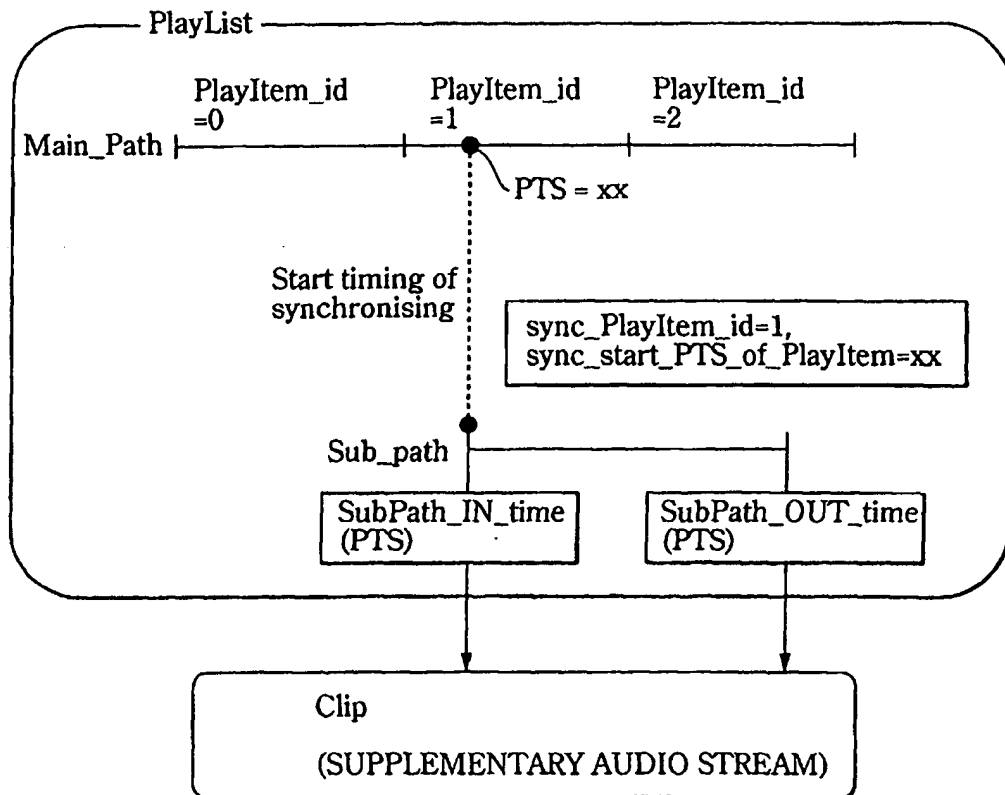 PlayList
PlayItem_id
=0
PlayItem_id
=1
PlayItem_id
=2
Main_Path
PTS = xx
Start timing of
synchronising
sync_PlayItem_id=1,
sync_start_PTS_of_PlayItem=xx
Sub_path
SubPath_IN_time
(PTS)
SubPath_OUT_time
(PTS)
Clip
(SUPPLEMENTARY AUDIO STREAM)